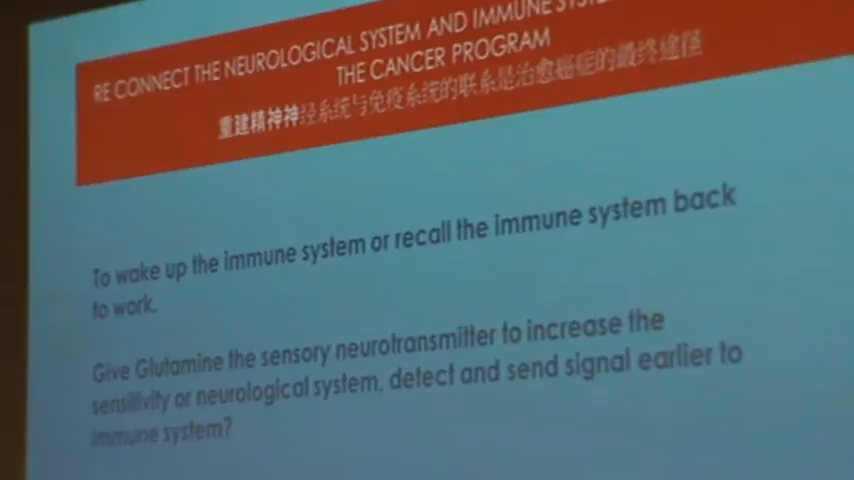 RE CONNECT THE NEUROLOGICAL SYSTEM AND IMMUNE
THE CANCER PROGRAM
重建精神神经系统与免疫系统的联系是治愈癌症的最终途径
To wake up the immune system or recall the immune system back
to work.
Give Glutamine the sensory neurotransmitter to increase the
sensitivity or neurological system, detect and send signal earlier to
immune system?